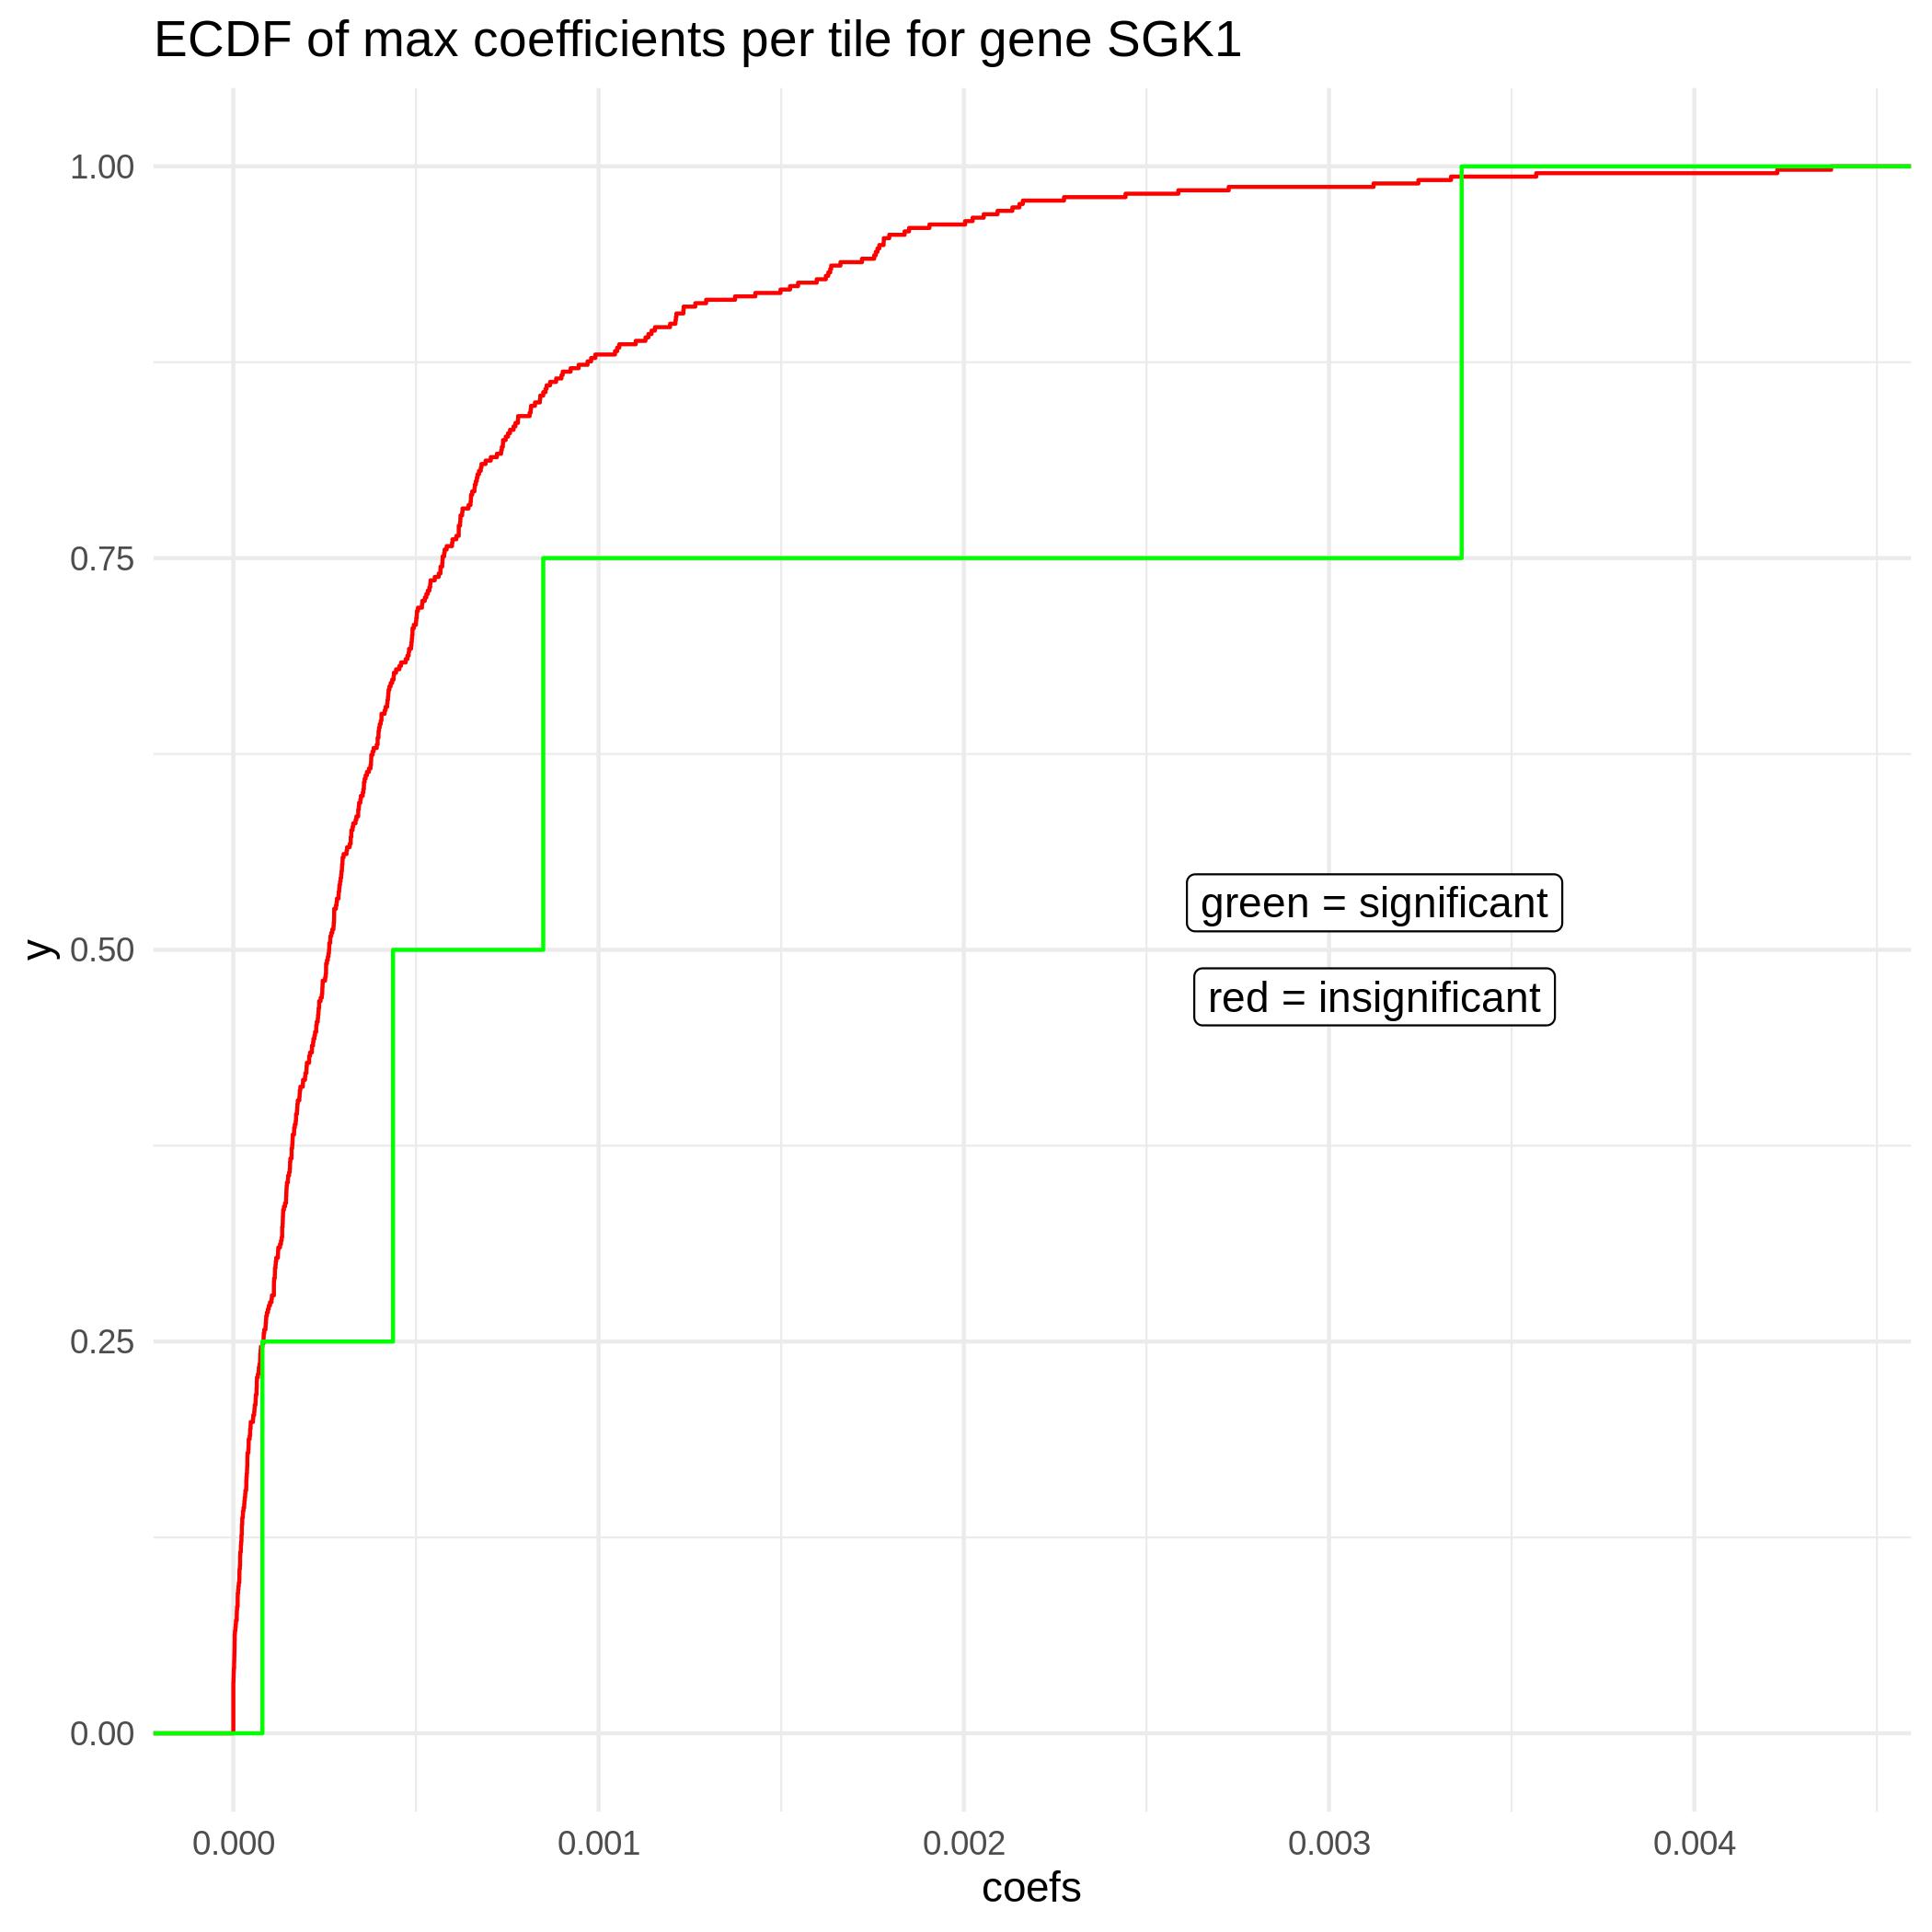 ECDF of max coefficients per tile for gene SGK1
1.00
0.75
0.50
0.25
0.00
y
green = significant
red = insignificant
0.000 0.001 0.002 0.003 0.004
coefs